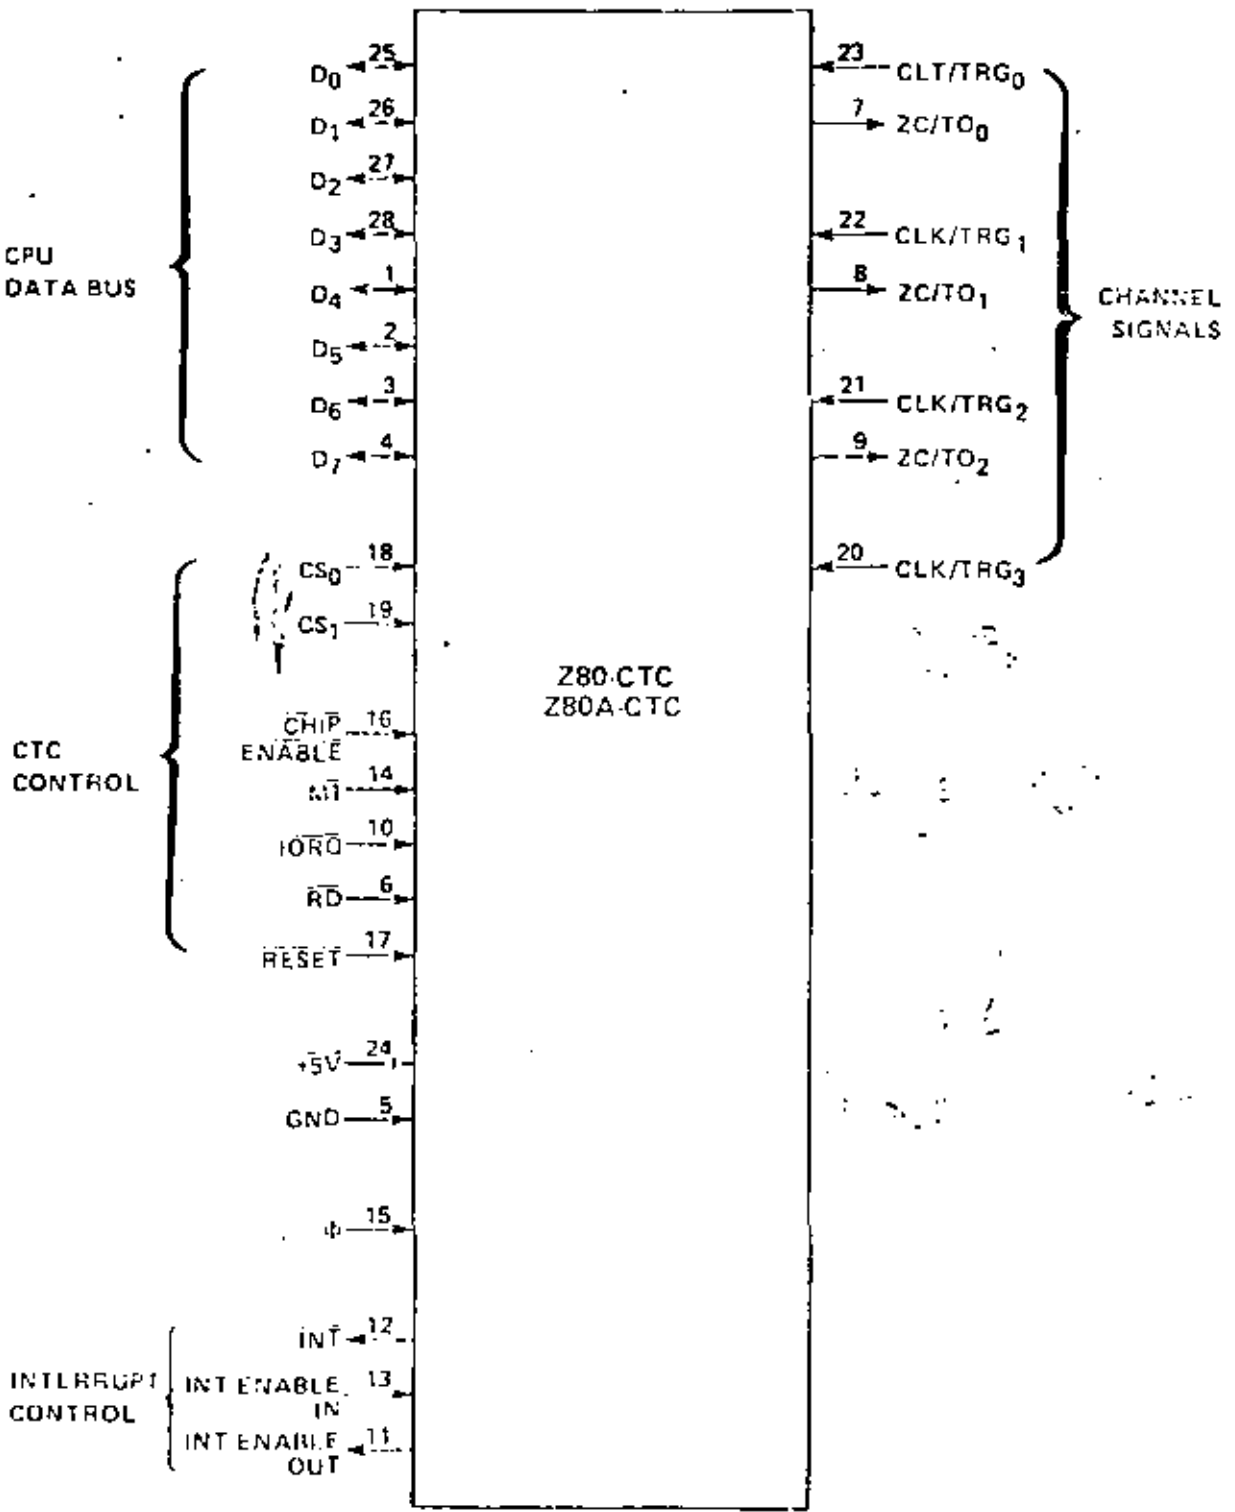 D0 25
D1 26
D2 27
D3 28
D4 1
D5 2
D6 3
D7 4
CPU
DATA BUS
CS0 18
CS1 19
CHIP 16
ENABLE
M1 14
IORQ 10
RD 6
RESET 17
CTC
CONTROL
+5V 24
GND 5
Φ 15
INT 12
INT ENABLE 13
IN
INT ENABLE 11
OUT
INTERRUPT
CONTROL
Z80-CTC
Z80A-CTC
23 CLT/TRG0
7 ZC/TO0
22 CLK/TRG1
8 ZC/TO1
21 CLK/TRG2
9 ZC/TO2
20 CLK/TRG3
CHANNEL
SIGNALS